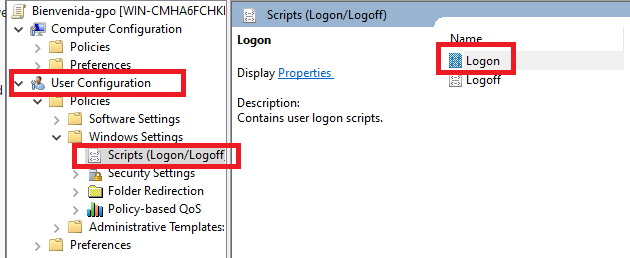 Bienvenida-gpo [WIN-CMHA6FCHKI
Computer Configuration
Policies
Preferences
User Configuration
Policies
Software Settings
Windows Settings
Scripts (Logon/Logoff
Security Settings
Folder Redirection
Policy-based QoS
Administrative Templates:
Preferences
Scripts (Logon/Logoff)
Logon
Display Properties
Description:
Contains user logon scripts.
Name
Logon
Logoff